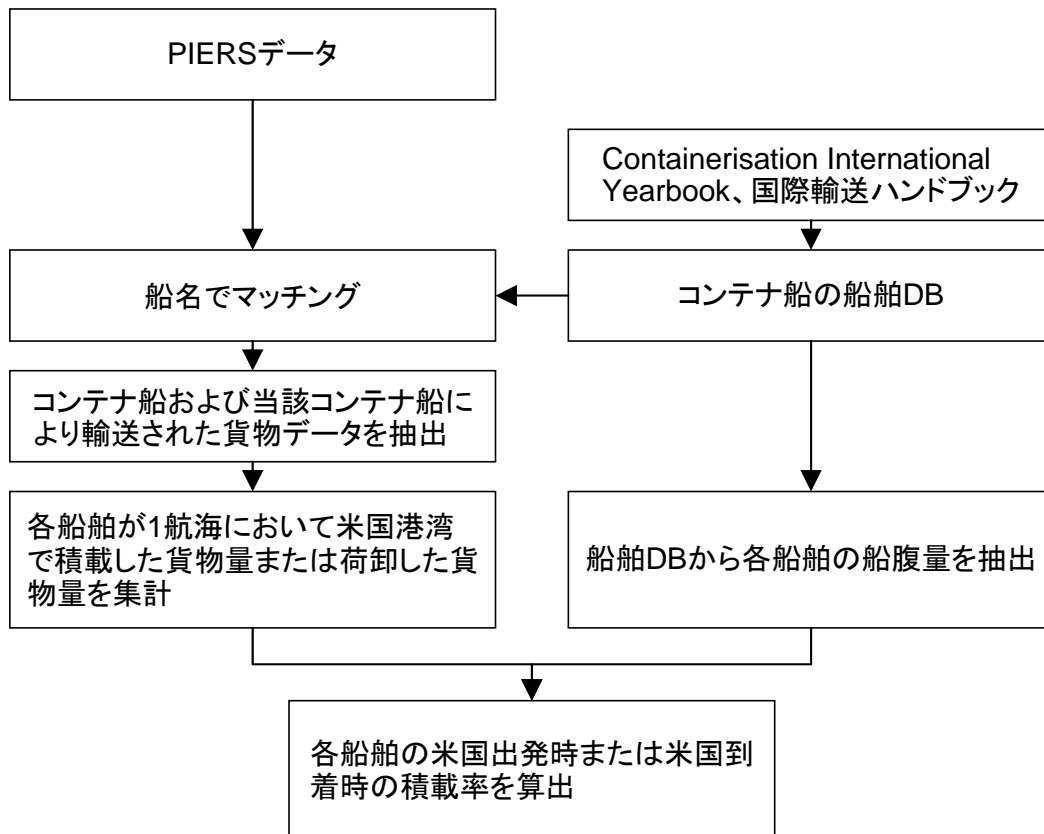 PIERSデータ
Containerisation International
Yearbook、国際輸送ハンドブック
船名でマッチング
コンテナ船の船舶DB
コンテナ船および当該コンテナ船に
より輸送された貨物データを抽出
各船舶が1航海において米国港湾
で積載した貨物量または荷卸した貨
物量を集計
船舶DBから各船舶の船腹量を抽出
各船舶の米国出発時または米国到
着時の積載率を算出